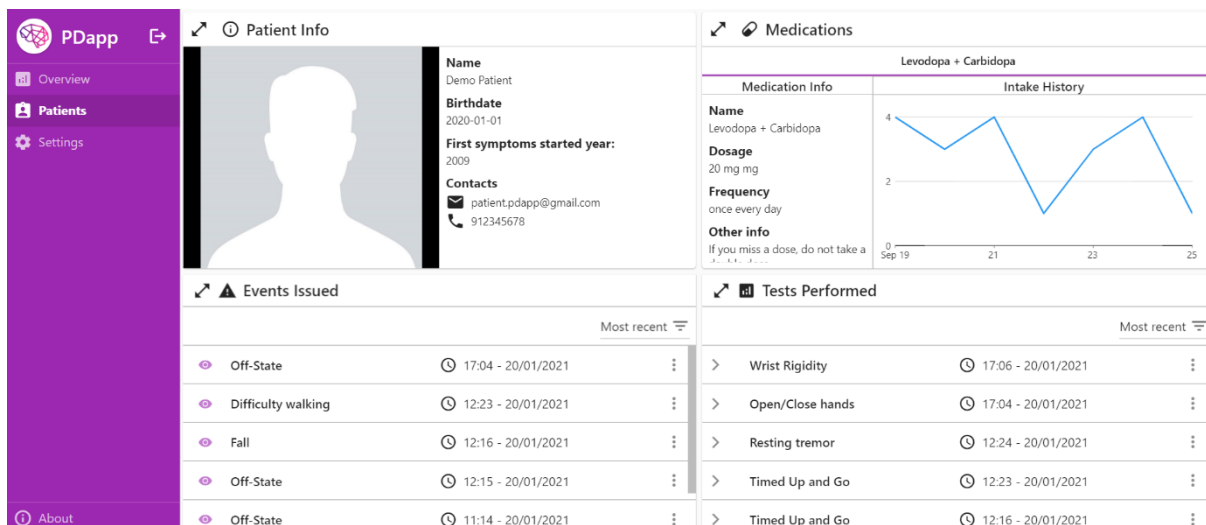 PDapp
Overview
Patients
Settings
About
Patient Info
Name
Demo Patient
Birthdate
2020-01-01
First symptoms started year:
2009
Contacts
patient.pdapp@gmail.com
912345678
Medications
Levodopa + Carbidopa
Medication Info
Name
Levodopa + Carbidopa
Dosage
20 mg mg
Frequency
once every day
Other info
If you miss a dose, do not take a
Intake History
4
2
0
Sep 19 21 23 25
Events Issued
Most recent
Off-State 17:04 - 20/01/2021
Difficulty walking 12:23 - 20/01/2021
Fall 12:16 - 20/01/2021
Off-State 12:15 - 20/01/2021
Off-State 11:14 - 20/01/2021
Tests Performed
Most recent
Wrist Rigidity 17:06 - 20/01/2021
Open/Close hands 17:04 - 20/01/2021
Resting tremor 12:24 - 20/01/2021
Timed Up and Go 12:23 - 20/01/2021
Timed Up and Go 12:16 - 20/01/2021